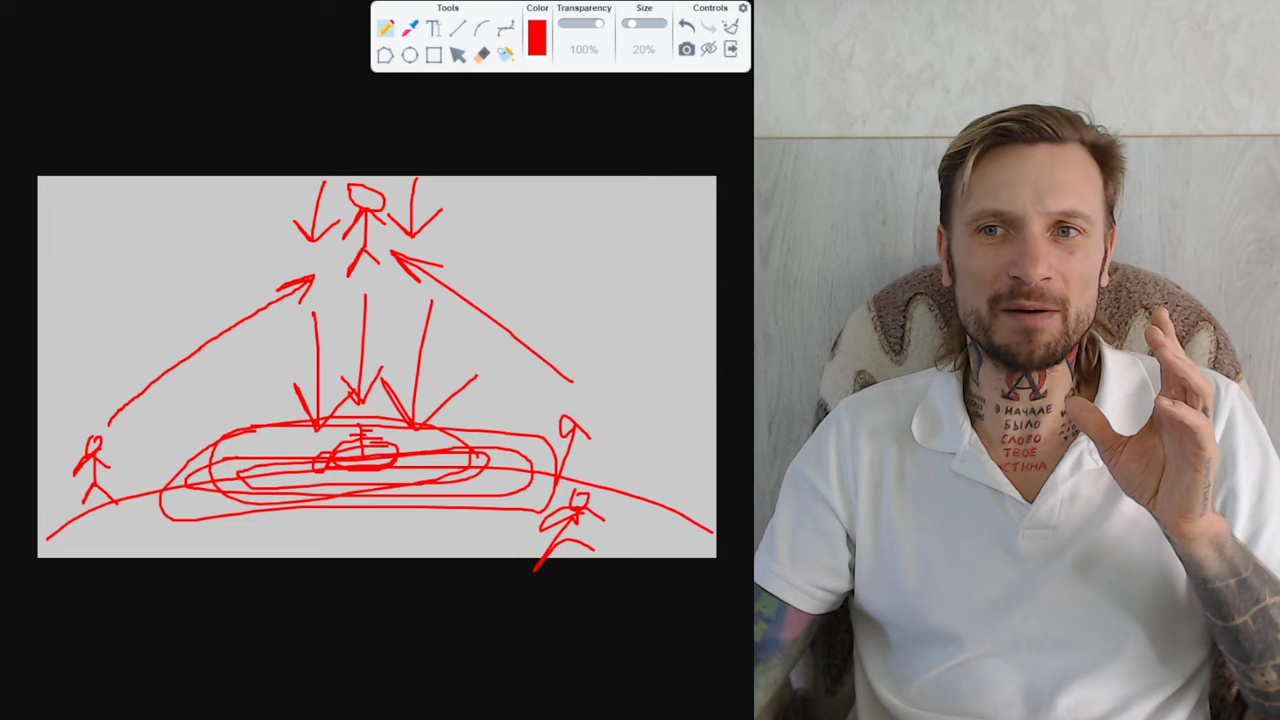 Tools
Color
Transparency
Size
Controls
100%
20%
А
В НАЧАЛЕ
БЫЛО
СЛОВО
ТВОЕ
ИСТИНА